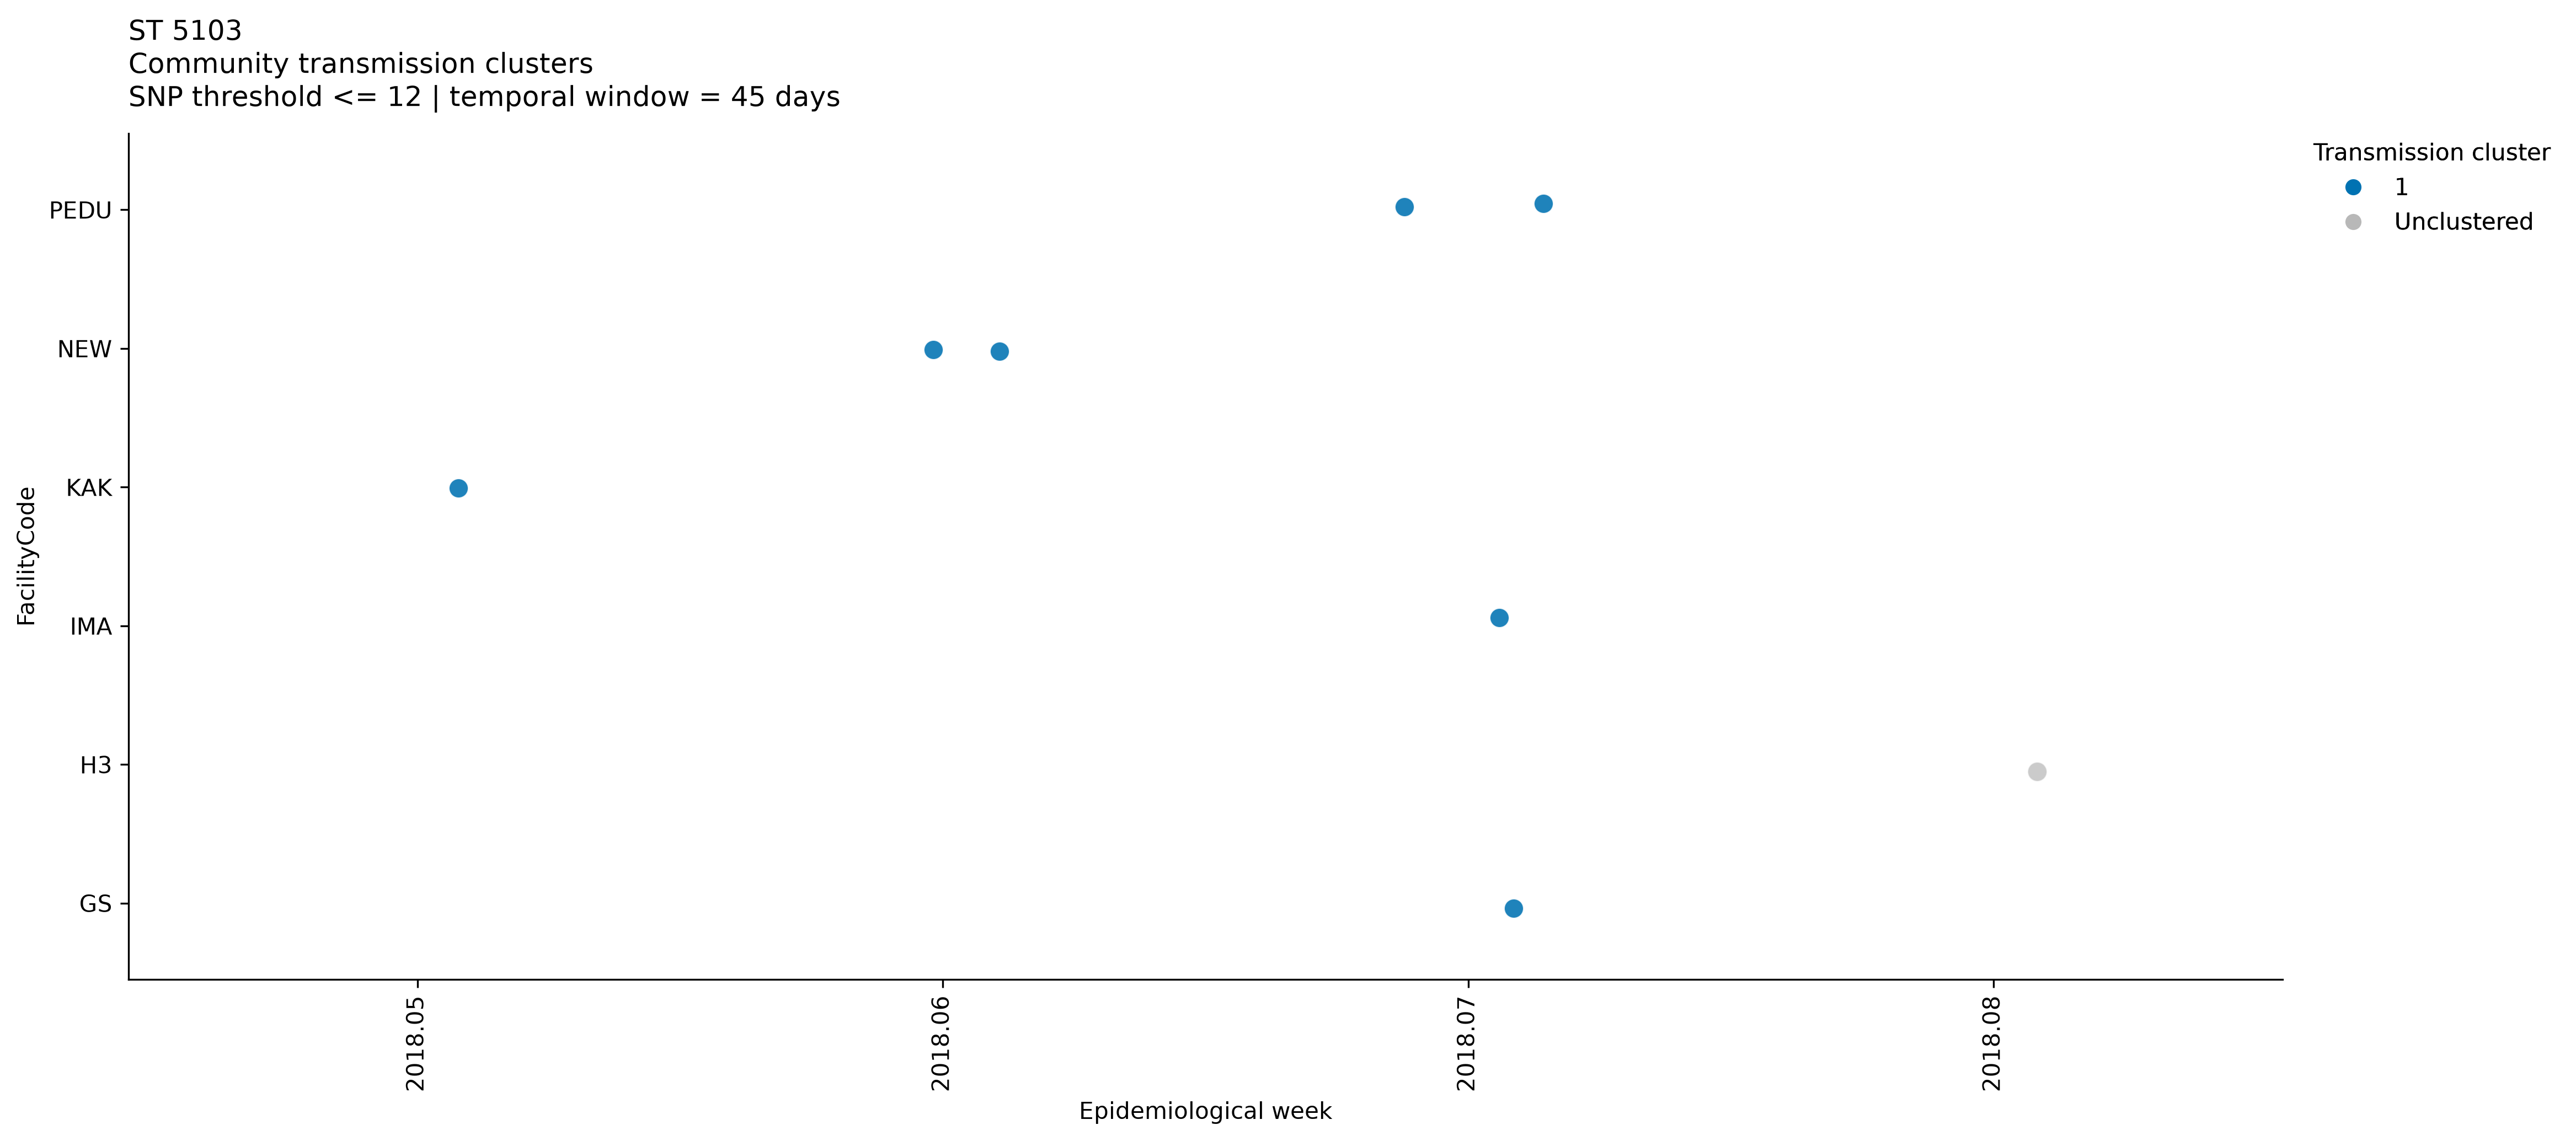 ST 5103
Community transmission clusters
SNP threshold <= 12 | temporal window = 45 days
Transmission cluster
1
Unclustered
FacilityCode
PEDU
NEW
KAK
IMA
H3
GS
2018.05
2018.06
2018.07
2018.08
Epidemiological week